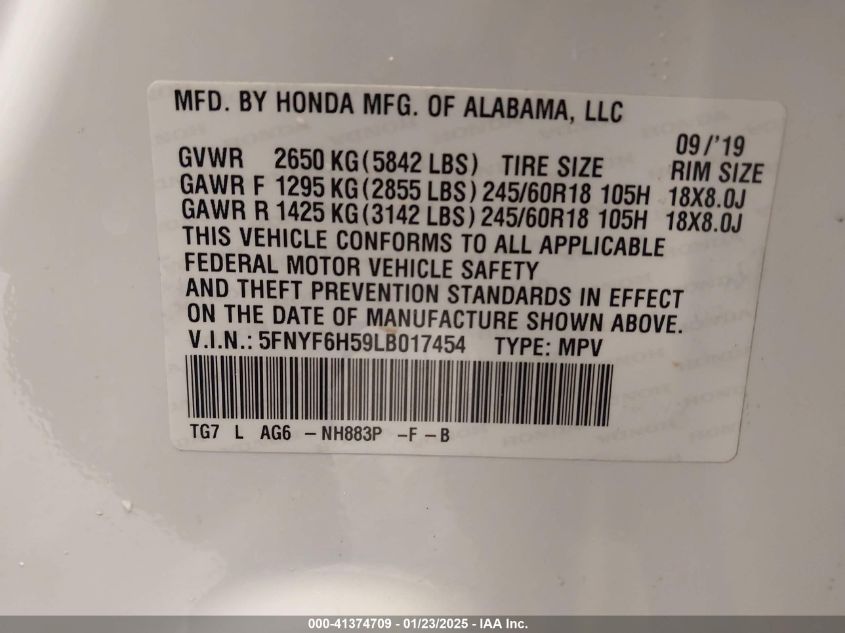 MFD. BY HONDA MFG. OF ALABAMA, LLC
09/'19
GVWR 2650 KG (5842 LBS) TIRE SIZE RIM SIZE
GAWR F 1295 KG (2855 LBS) 245/60R18 105H 18X8.0J
GAWR R 1425 KG (3142 LBS) 245/60R18 105H 18X8.0J
THIS VEHICLE CONFORMS TO ALL APPLICABLE
FEDERAL MOTOR VEHICLE SAFETY
AND THEFT PREVENTION STANDARDS IN EFFECT
ON THE DATE OF MANUFACTURE SHOWN ABOVE.
V.I.N.: 5FNYF6H59LB017454 TYPE: MPV
TG7 L AG6 -NH883P -F-B
000-41374709 - 01/23/2025 - IAA Inc.